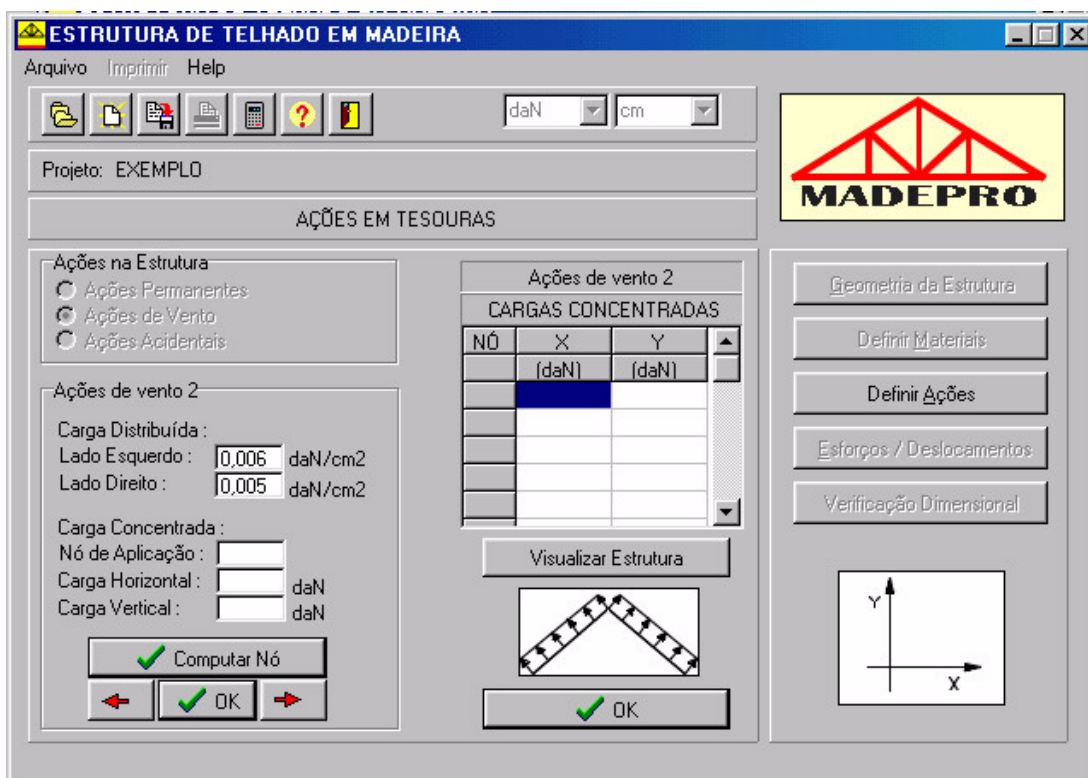 ESTRUTURA DE TELHADO EM MADEIRA
Arquivo Imprimir Help
daN cm
Projeto: EXEMPLO
MADEPRO
AÇÕES EM TESOURAS
Ações na Estrutura
Ações Permanentes
Ações de Vento
Ações Acidentais
Ações de vento 2
Carga Distribuída :
Lado Esquerdo : 0,006 daN/cm2
Lado Direito : 0,005 daN/cm2
Carga Concentrada :
Nó de Aplicação :
Carga Horizontal : daN
Carga Vertical : daN
Computar Nó
OK
Ações de vento 2
CARGAS CONCENTRADAS
NÓ X Y
(daN) (daN)
Visualizar Estrutura
OK
Geometria da Estrutura
Definir Materiais
Definir Ações
Esforços / Deslocamentos
Verificação Dimensional
Y
X